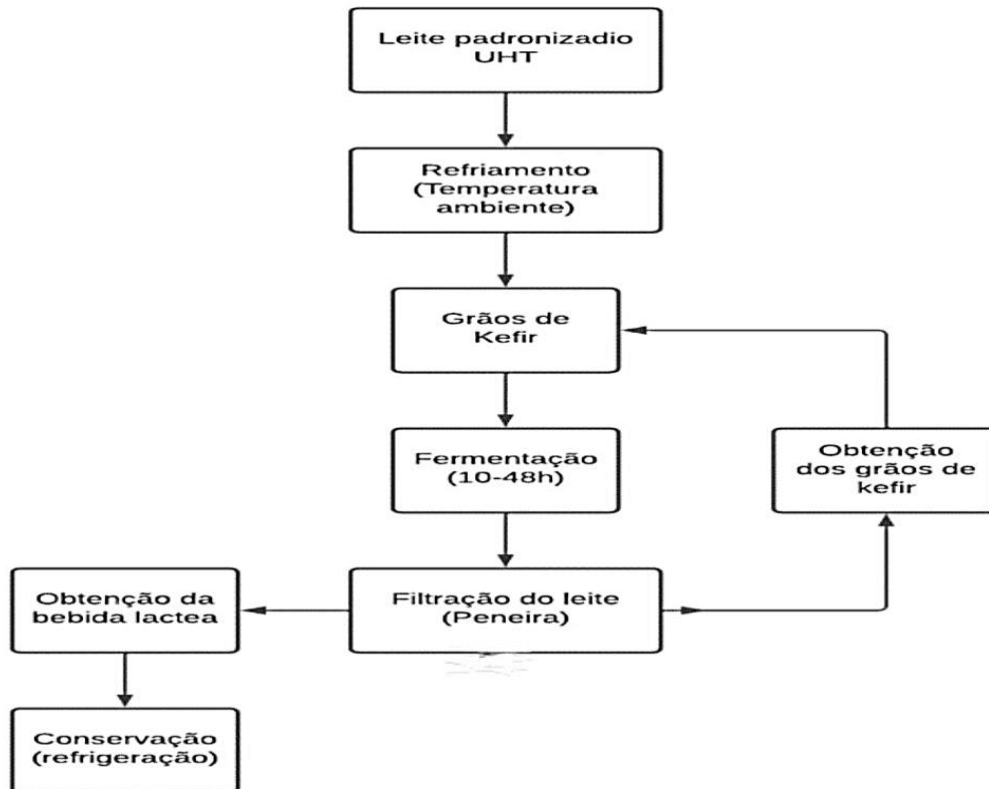 Leite padronizadio
UHT
Refriamento
(Temperatura
ambiente)
Grãos de
Kefir
Fermentação
(10-48h)
Obtenção
dos grãos de
kefir
Filtração do leite
(Peneira)
Obtenção da
bebida lactea
Conservação
(refrigeração)